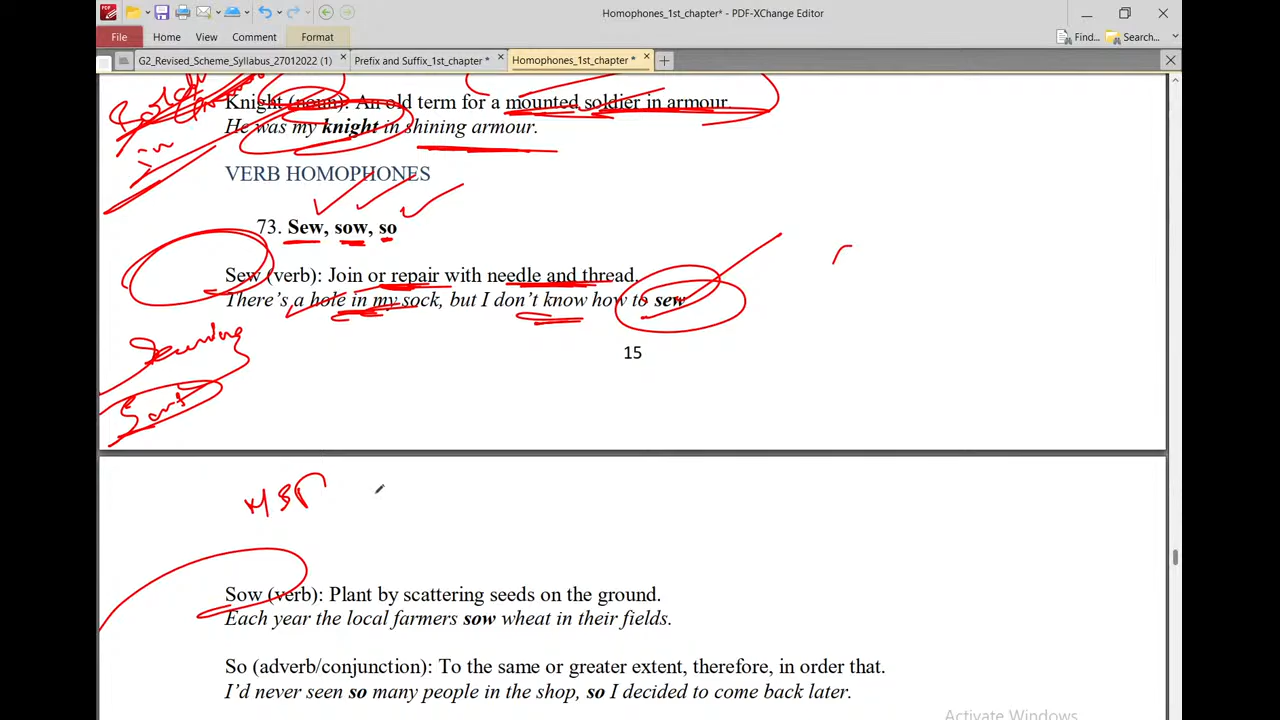 Homophones_1st_chapter* - PDF-XChange Editor
File Home View Comment Format Find... Search...
G2_Revised_Scheme_Syllabus_27012022 (1) Prefix and Suffix_1st_chapter * Homophones_1st_chapter *
Knight (noun): An old term for a mounted soldier in armour.
He was my knight in shining armour.
in
VERB HOMOPHONES
73. Sew, sow, so
Sew (verb): Join or repair with needle and thread.
There's a hole in my sock, but I don't know how to sew
15
Sow (verb): Plant by scattering seeds on the ground.
Each year the local farmers sow wheat in their fields.
So (adverb/conjunction): To the same or greater extent, therefore, in order that.
I'd never seen so many people in the shop, so I decided to come back later.
Activate Windows